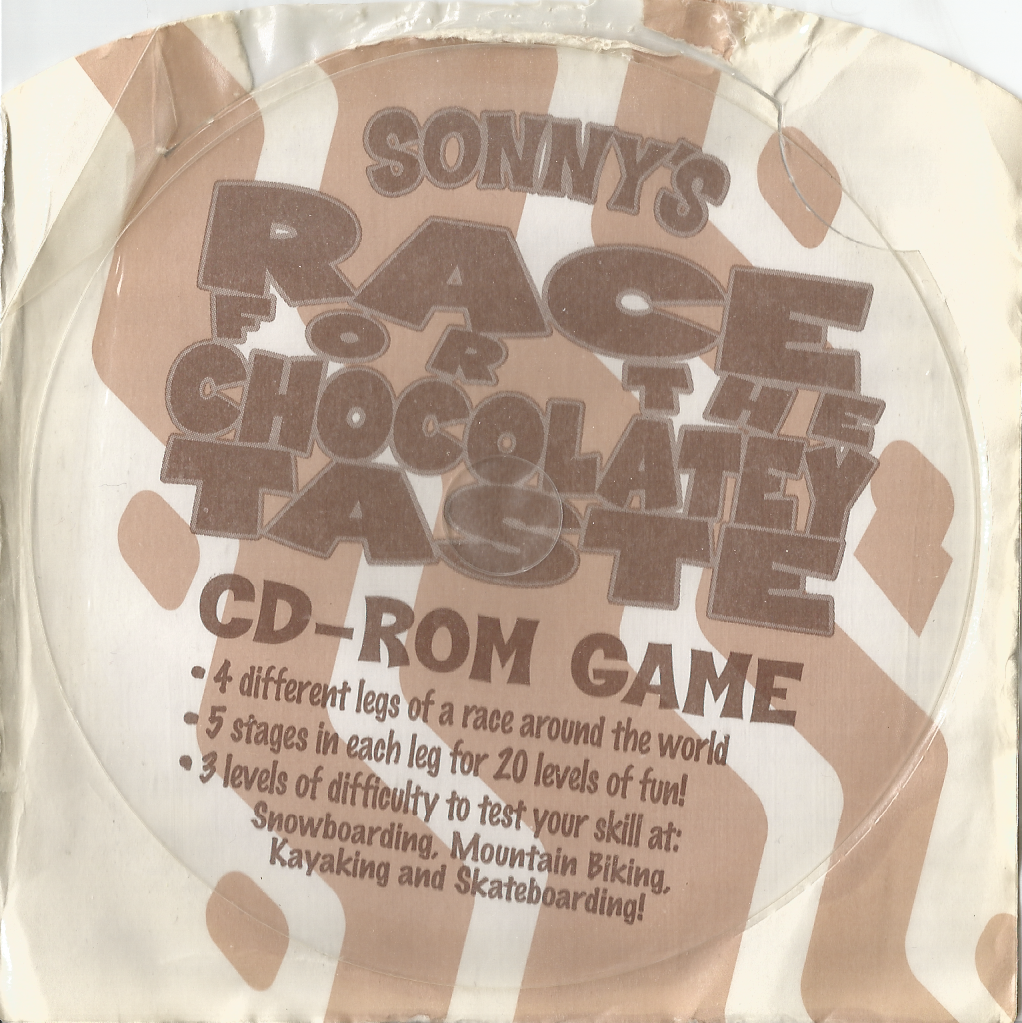 SONNY'S
RACE
FOR THE
CHOCOLATEY
TASTE
CD-ROM GAME
• 4 different legs of a race around the world
• 5 stages in each leg for 20 levels of fun!
• 3 levels of difficulty to test your skill at:
Snowboarding, Mountain Biking,
Kayaking and Skateboarding!